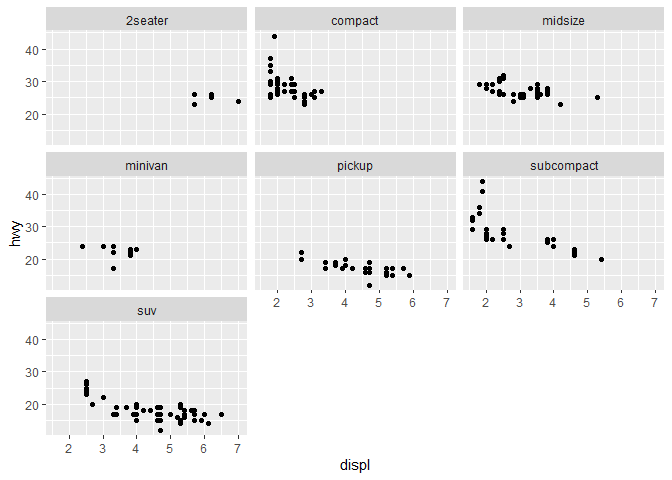 2seater compact midsize
40
30
20
minivan pickup subcompact
hwy
40
30
20
2 3 4 5 6 7 2 3 4 5 6 7
suv
40
30
20
2 3 4 5 6 7
displ